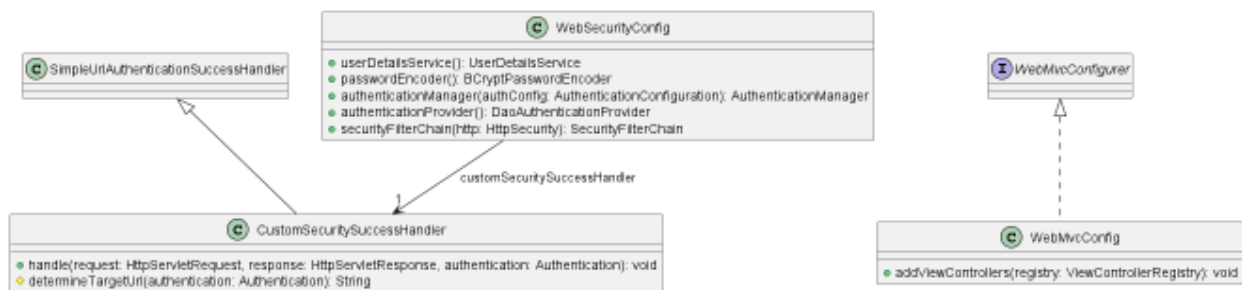 WebSecurityConfig
userDetailsService(): UserDetailsService
passwordEncoder(): BCryptPasswordEncoder
authenticationManager(authConfig: AuthenticationConfiguration): AuthenticationManager
authenticationProvider(): DaoAuthenticationProvider
securityFilterChain(http: HttpSecurity): SecurityFilterChain
SimpleUrlAuthenticationSuccessHandler
WebMvcConfigurer
customSecuritySuccessHandler
1
CustomSecuritySuccessHandler
handle(request: HttpServletRequest, response: HttpServletResponse, authentication: Authentication): void
determineTargetUrl(authentication: Authentication): String
WebMvcConfig
addViewControllers(registry: ViewControllerRegistry): void
C
C
I
C
C